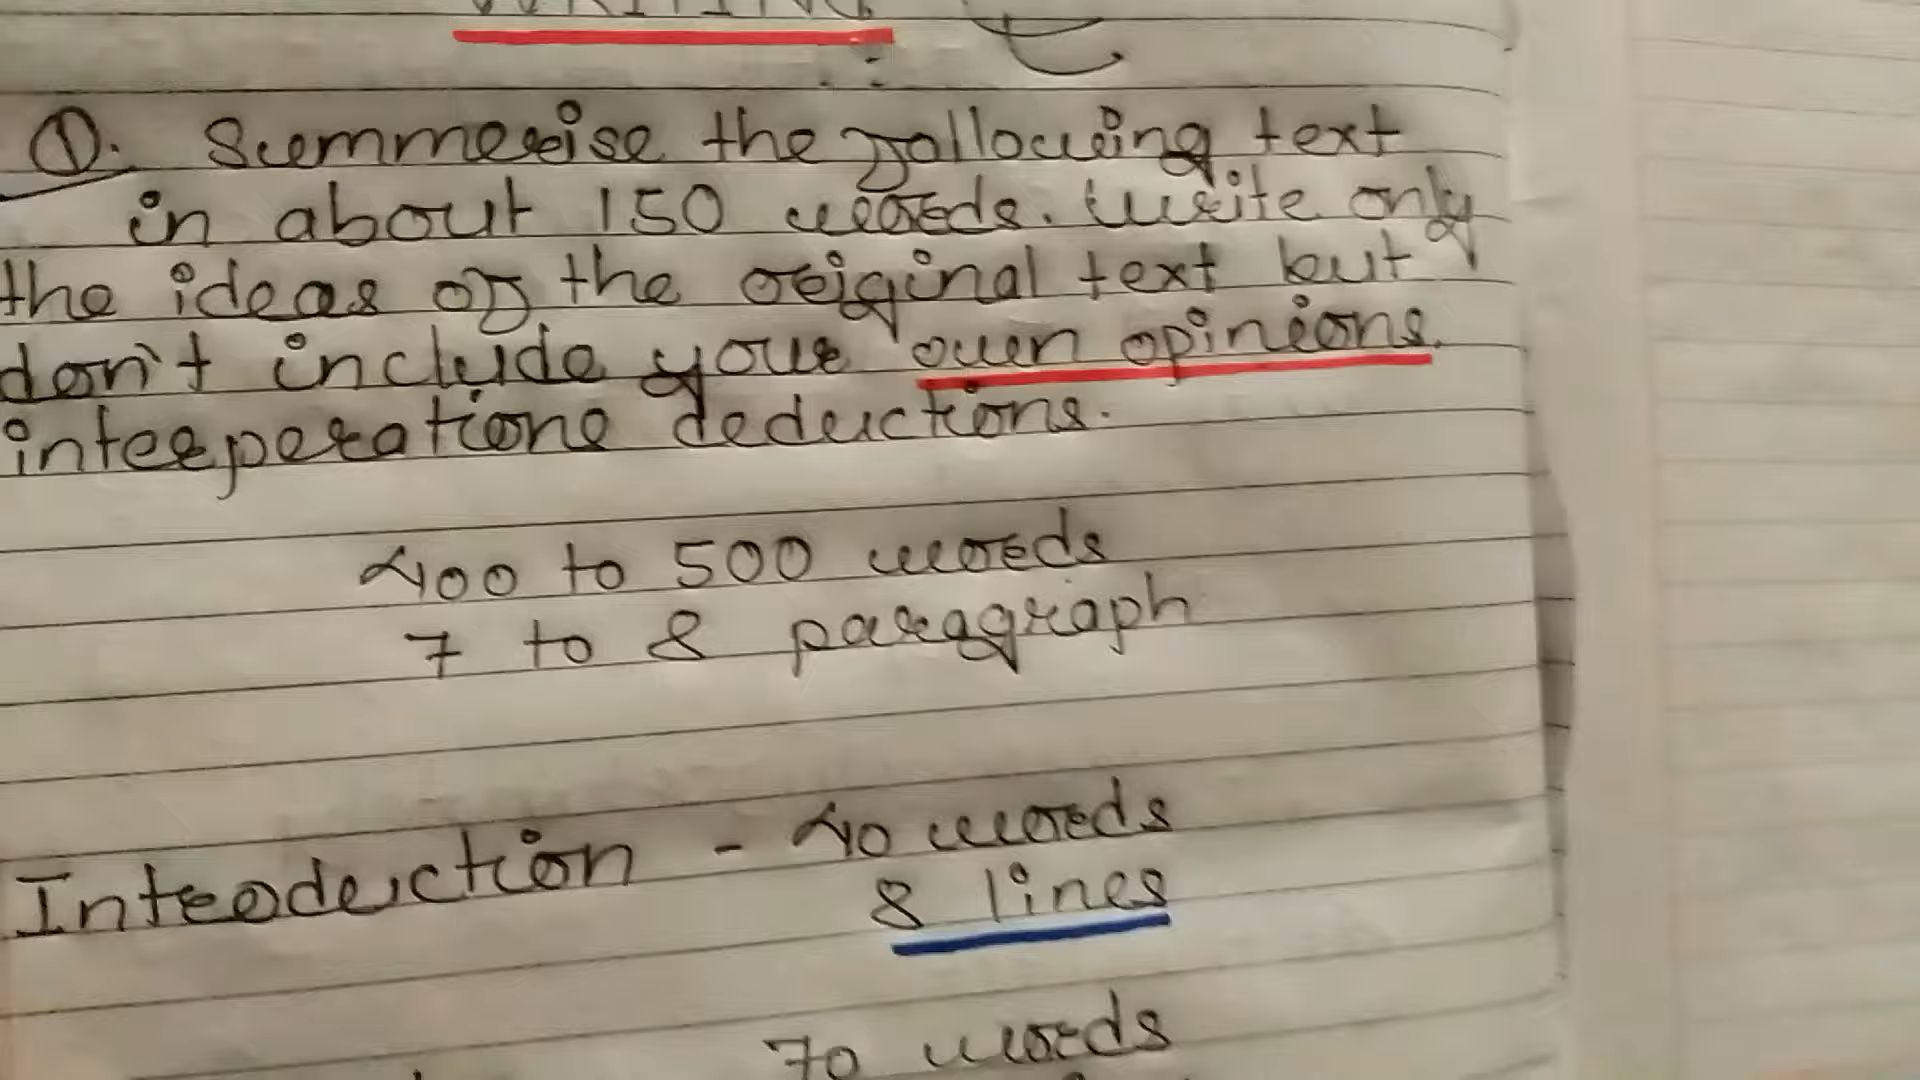 WRITING
①. Summerise the following text
in about 150 words. Write only
the ideas of the original text but
don't include your own opinions.
interperations deductions.
400 to 500 words
7 to 8 paragraph
Introduction - 40 words
8 lines
70 words